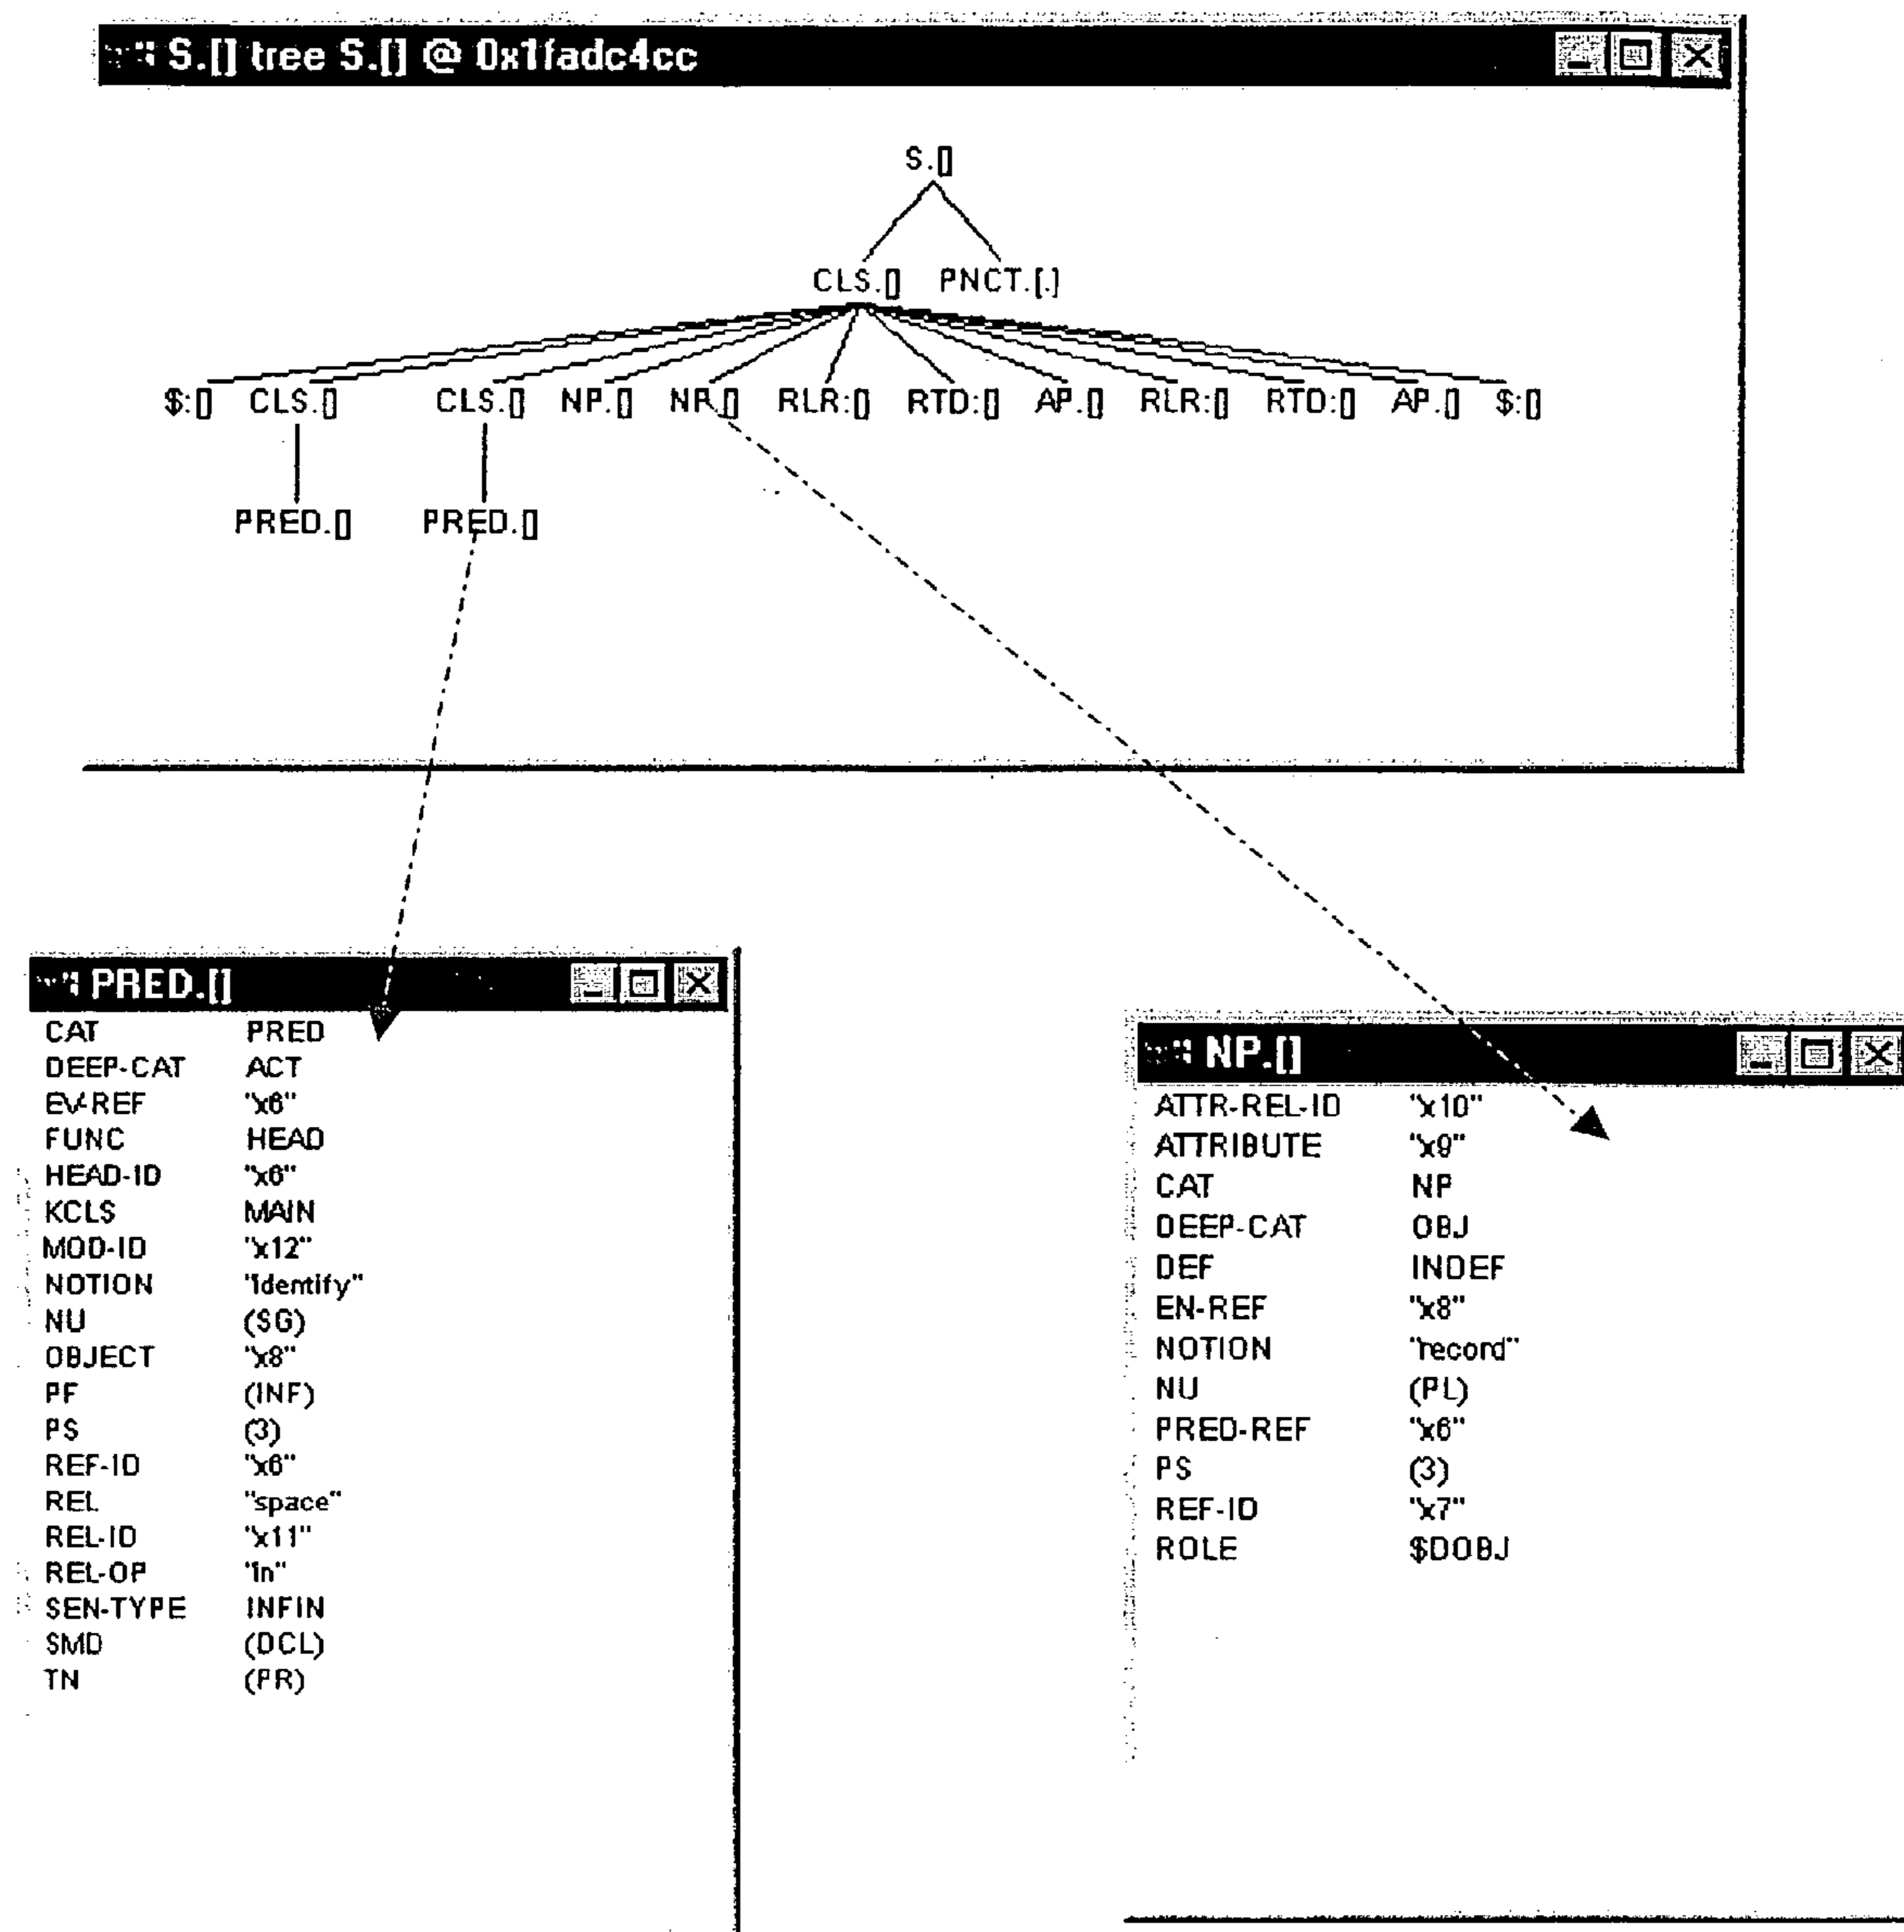 S.[] tree S.[] @ 0x1fadc4cc
S.[]
CLS.[] PNCT.[.]
$:[] CLS.[] CLS.[] NP.[] NP.[] RLR:[] RTD:[] AP.[] RLR:[] RTD:[] AP.[] $:[]
PRED.[] PRED.[]
PRED.[]
CAT PRED
DEEP-CAT ACT
EV-REF "x6"
FUNC HEAD
HEAD-ID "x6"
KCLS MAIN
MOD-ID "x12"
NOTION "identify"
NU (SG)
OBJECT "x8"
PF (INF)
PS (3)
REF-ID "x6"
REL "space"
REL-ID "x11"
REL-OP "in"
SEN-TYPE INFIN
SMD (DCL)
TN (PR)
NP.[]
ATTR-REL-ID "x10"
ATTRIBUTE "x9"
CAT NP
DEEP-CAT OBJ
DEF INDEF
EN-REF "x8"
NOTION "record"
NU (PL)
PRED-REF "x6"
PS (3)
REF-ID "x7"
ROLE $DOBJ